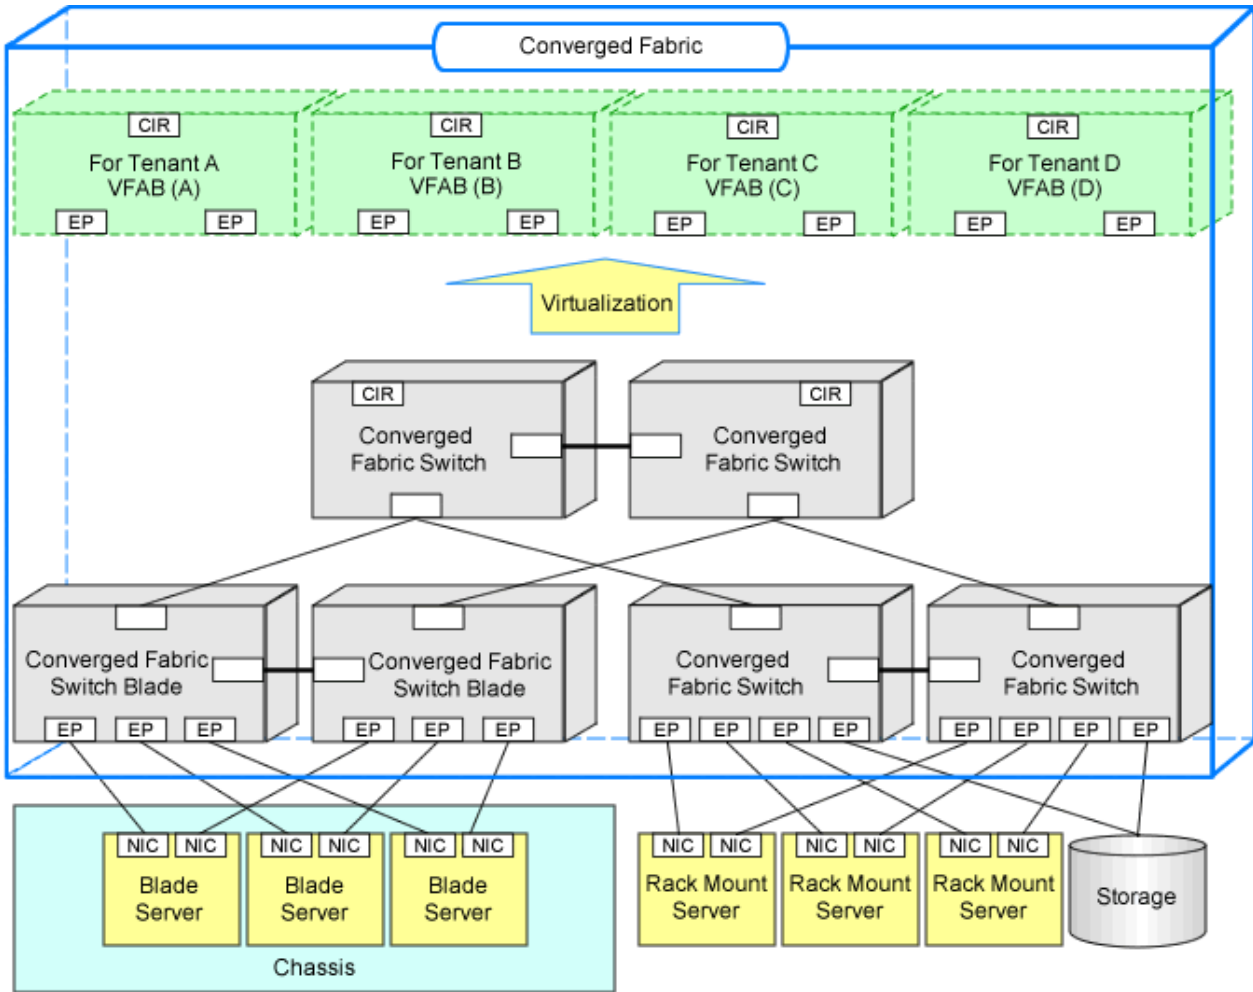 Converged Fabric
CIR
CIR
CIR
CIR
For Tenant A
VFAB (A)
For Tenant B
VFAB (B)
For Tenant C
VFAB (C)
For Tenant D
VFAB (D)
EP
EP
EP
EP
EP
EP
EP
EP
Virtualization
CIR
CIR
Converged
Fabric Switch
Converged
Fabric Switch
Converged Fabric
Switch Blade
Converged Fabric
Switch Blade
Converged
Fabric Switch
Converged
Fabric Switch
EP
EP
EP
EP
EP
EP
EP
EP
EP
EP
EP
EP
EP
EP
NIC
NIC
NIC
NIC
NIC
NIC
NIC
NIC
NIC
NIC
NIC
NIC
Blade
Server
Blade
Server
Blade
Server
Rack Mount
Server
Rack Mount
Server
Rack Mount
Server
Storage
Chassis